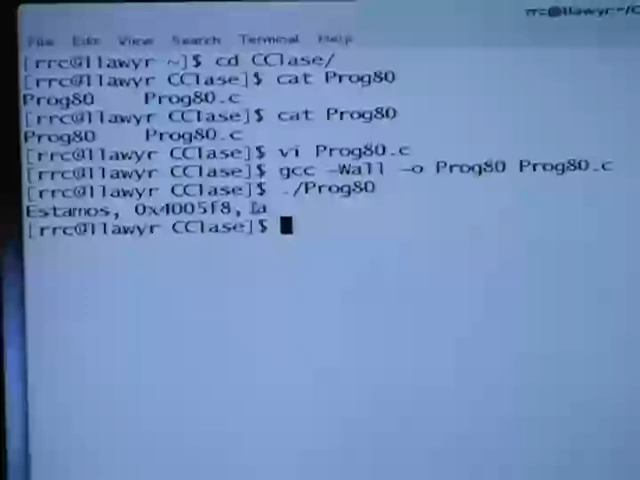 rrc@llawyr:~/C
File Edit View Search Terminal Help
[rrc@llawyr ~]$ cd CClase/
[rrc@llawyr CClase]$ cat Prog80
Prog80 Prog80.c
[rrc@llawyr CClase]$ cat Prog80
Prog80 Prog80.c
[rrc@llawyr CClase]$ vi Prog80.c
[rrc@llawyr CClase]$ gcc -Wall -o Prog80 Prog80.c
[rrc@llawyr CClase]$ ./Prog80
Estamos, 0x4005f8,
[rrc@llawyr CClase]$